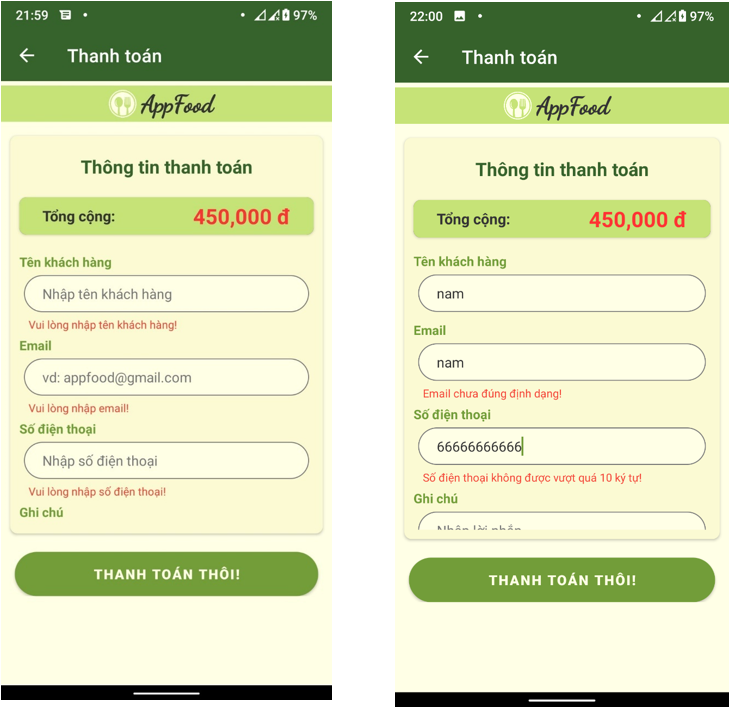 21:59
97%
Thanh toán
AppFood
Thông tin thanh toán
Tổng cộng:
450,000 đ
Tên khách hàng
Nhập tên khách hàng
Vui lòng nhập tên khách hàng!
Email
vd: appfood@gmail.com
Vui lòng nhập email!
Số điện thoại
Nhập số điện thoại
Vui lòng nhập số điện thoại!
Ghi chú
THANH TOÁN THÔI!
22:00
97%
Thanh toán
AppFood
Thông tin thanh toán
Tổng cộng:
450,000 đ
Tên khách hàng
nam
Email
nam
Email chưa đúng định dạng!
Số điện thoại
66666666666
Số điện thoại không được vượt quá 10 ký tự!
Ghi chú
Nhập lời nhắn
THANH TOÁN THÔI!